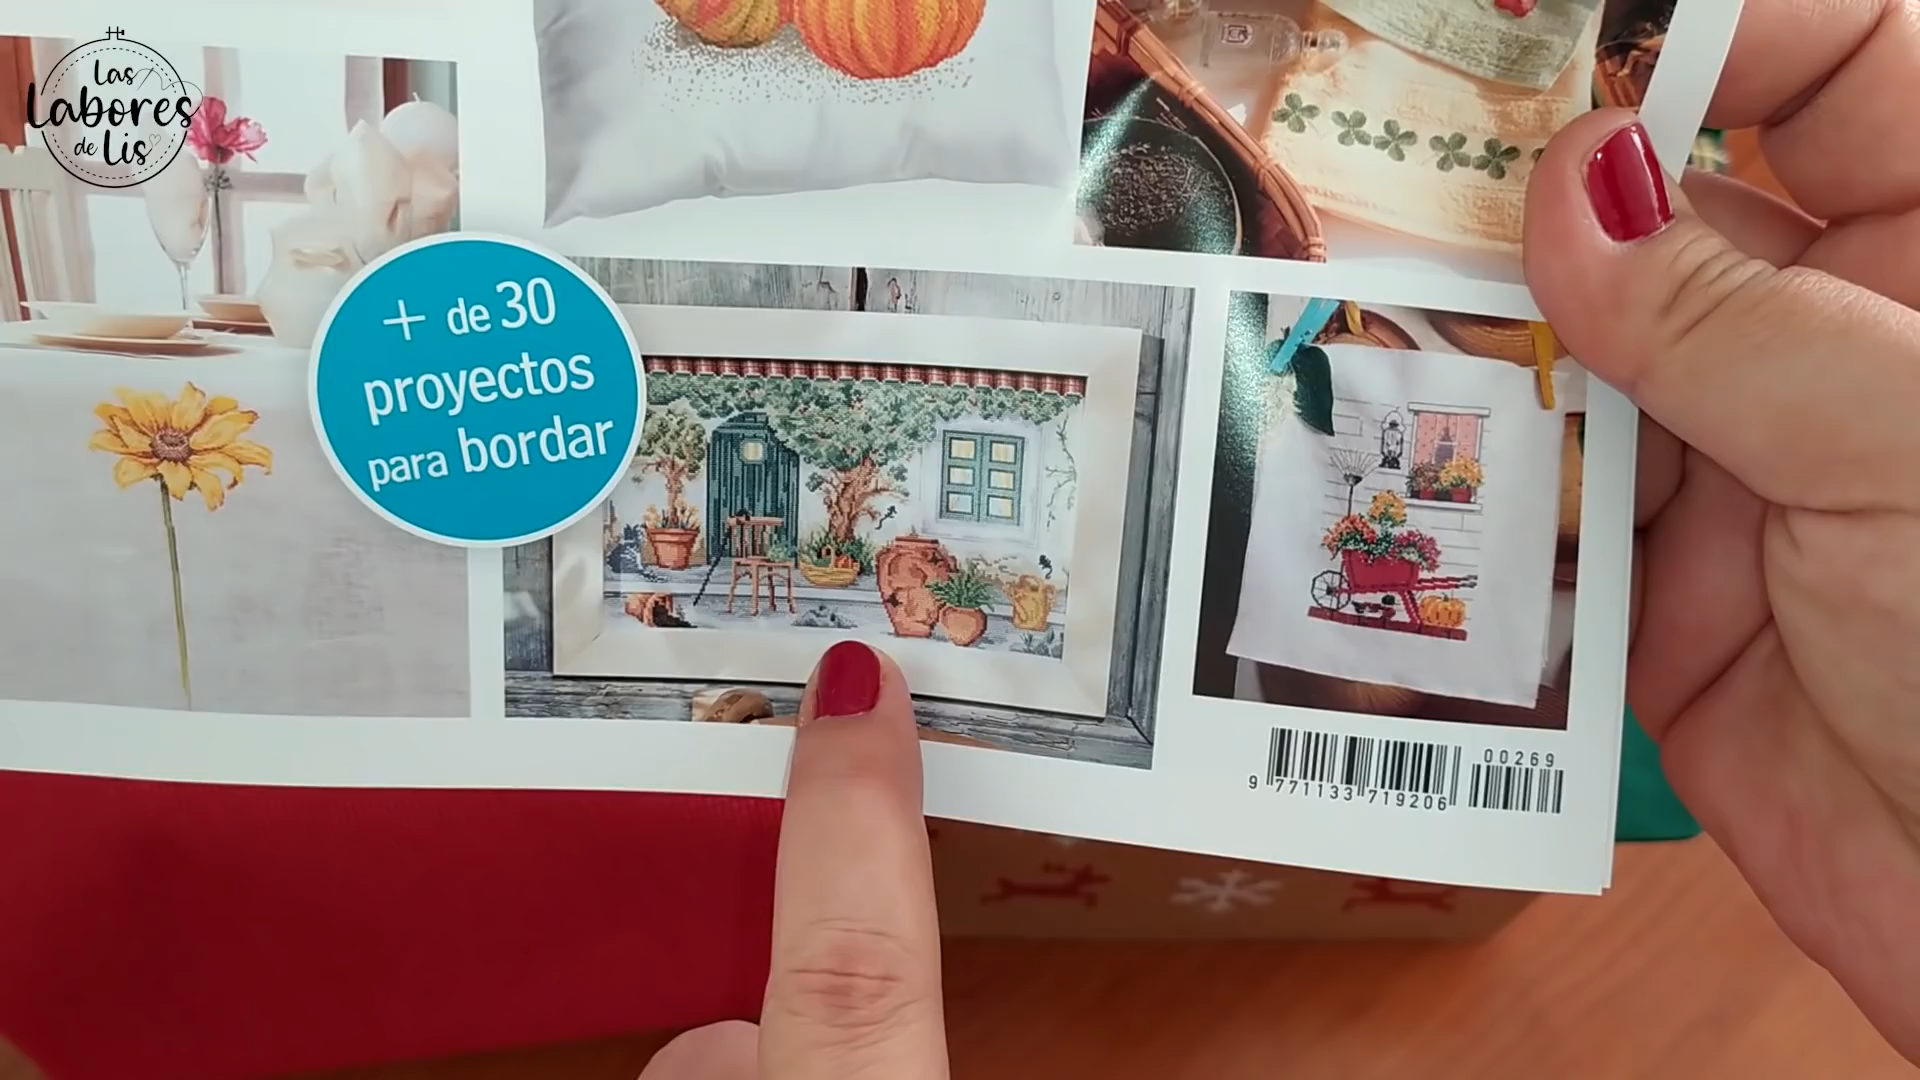 Las
Labores
de Lis
+ de 30
proyectos
para bordar
00269
9 771133 719206